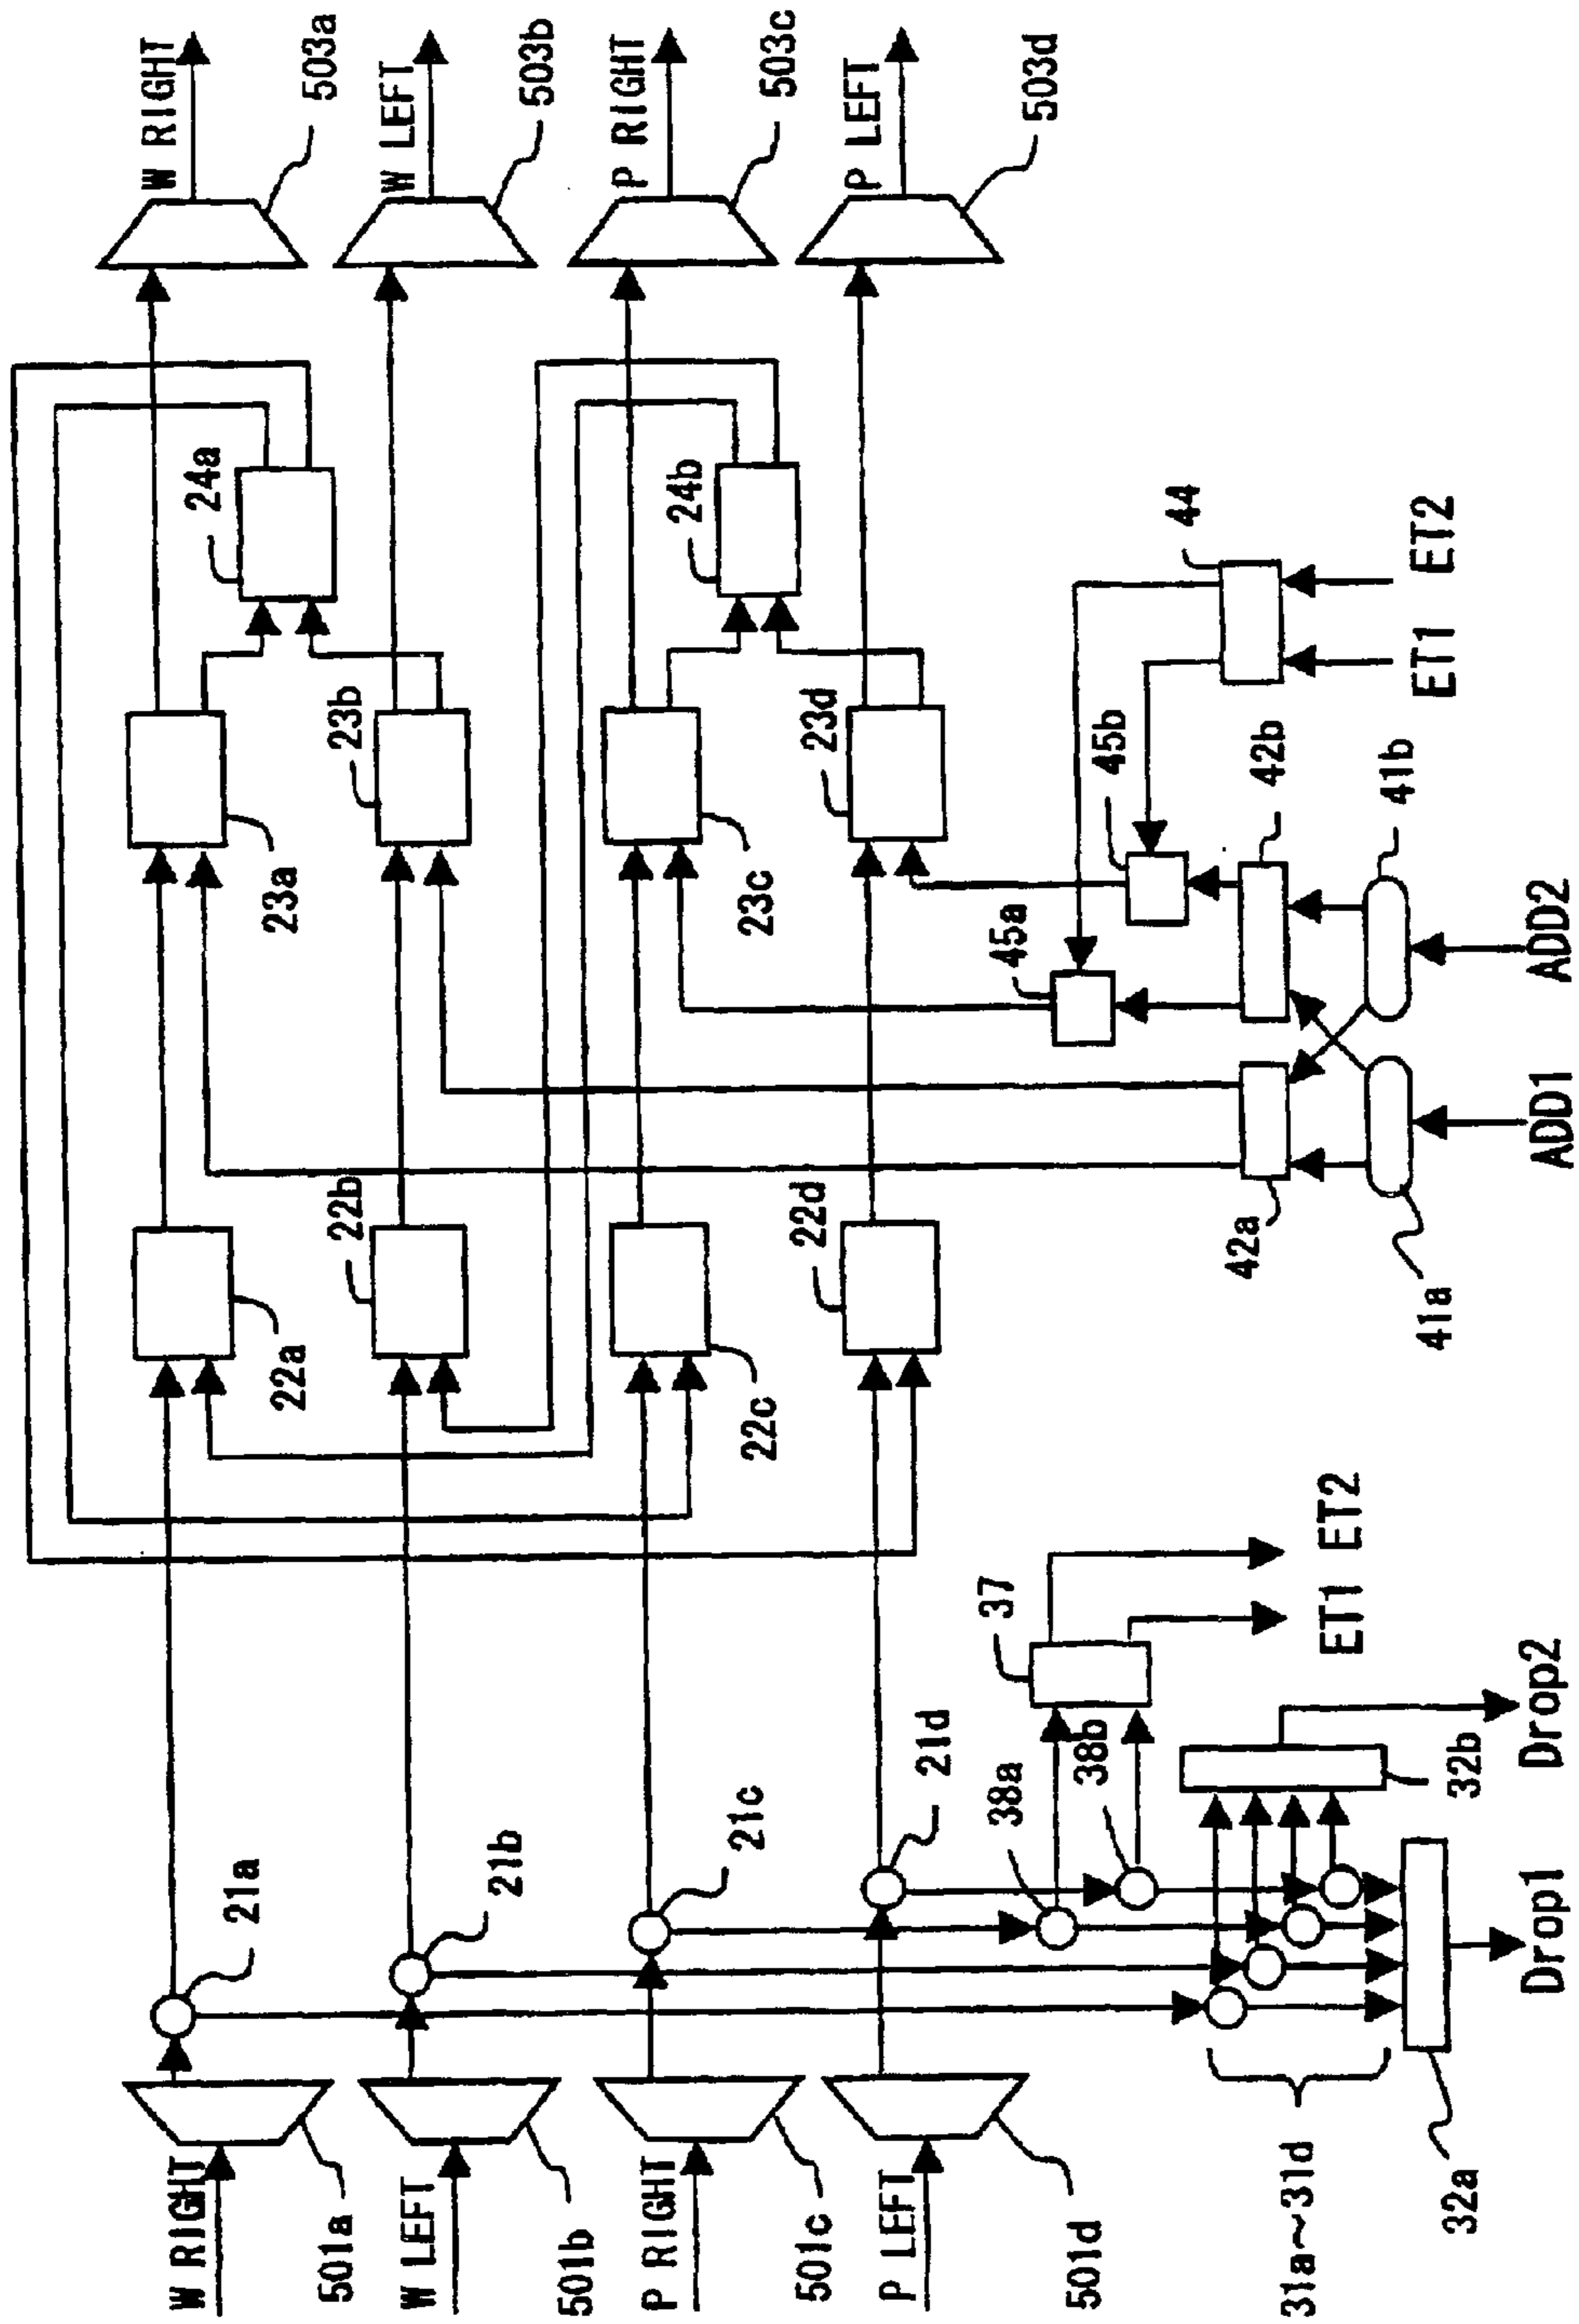 W RIGHT
501a
W LEFT
501b
P RIGHT
501c
P LEFT
501d
21a
21b
21c
21d
31a~31d
32a
32b
Drop1
Drop2
38a
38b
37
ET1
ET2
22a
22b
22c
22d
23a
23b
23c
23d
24a
24b
41a
41b
42a
42b
45a
45b
44
ADD1
ADD2
ET1
ET2
W RIGHT
503a
W LEFT
503b
P RIGHT
503c
P LEFT
503d